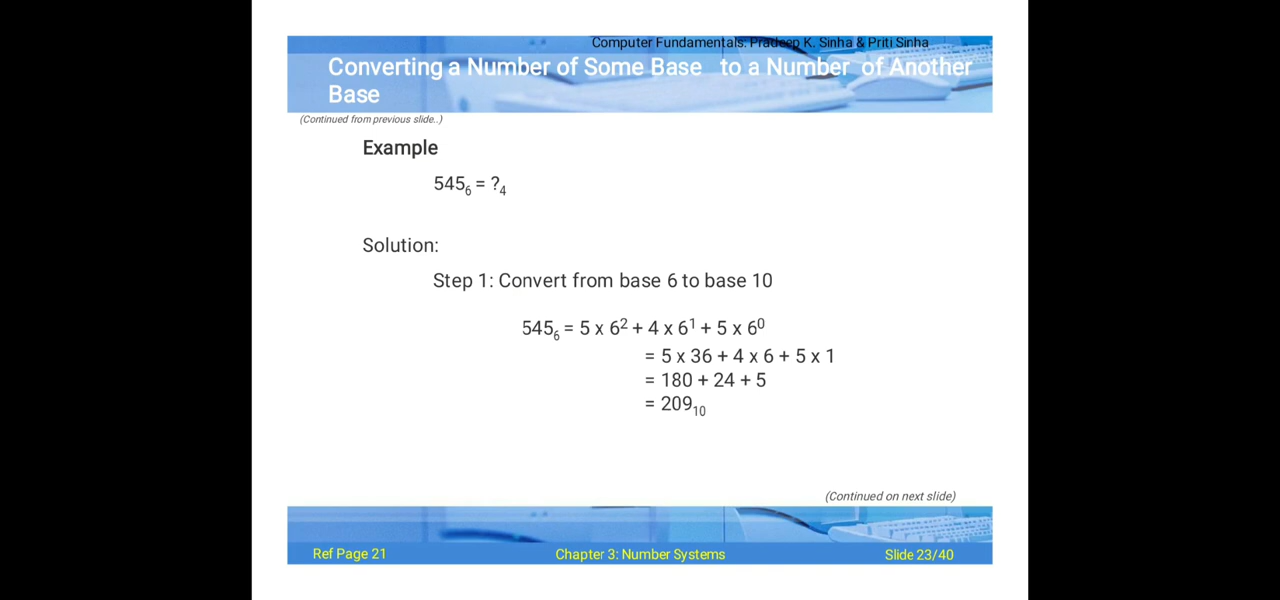 Computer Fundamentals: Pradeep K. Sinha & Priti Sinha
Converting a Number of Some Base to a Number of Another
Base
(Continued from previous slide..)
Example
545₆ = ?₄
Solution:
Step 1: Convert from base 6 to base 10
545₆ = 5 x 6² + 4 x 6¹ + 5 x 6⁰
= 5 x 36 + 4 x 6 + 5 x 1
= 180 + 24 + 5
= 209₁₀
(Continued on next slide)
Ref Page 21 Chapter 3: Number Systems Slide 23/40